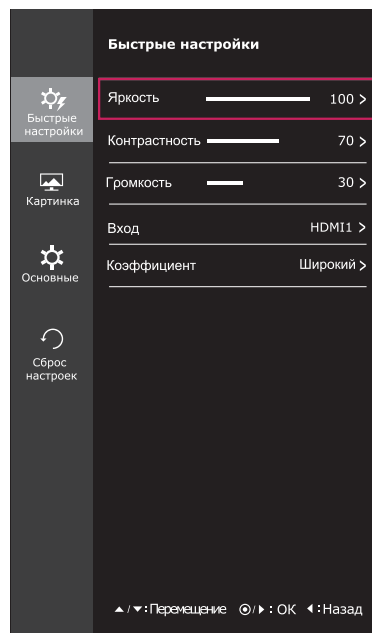 Быстрые настройки
Быстрые
настройки
Картинка
Основные
Сброс
настроек
Яркость 100 >
Контрастность 70 >
Громкость 30 >
Вход HDMI1 >
Коэффициент Широкий >
▲ / ▼ : Перемещение ⦿ / ▶ : OK ◀ : Назад